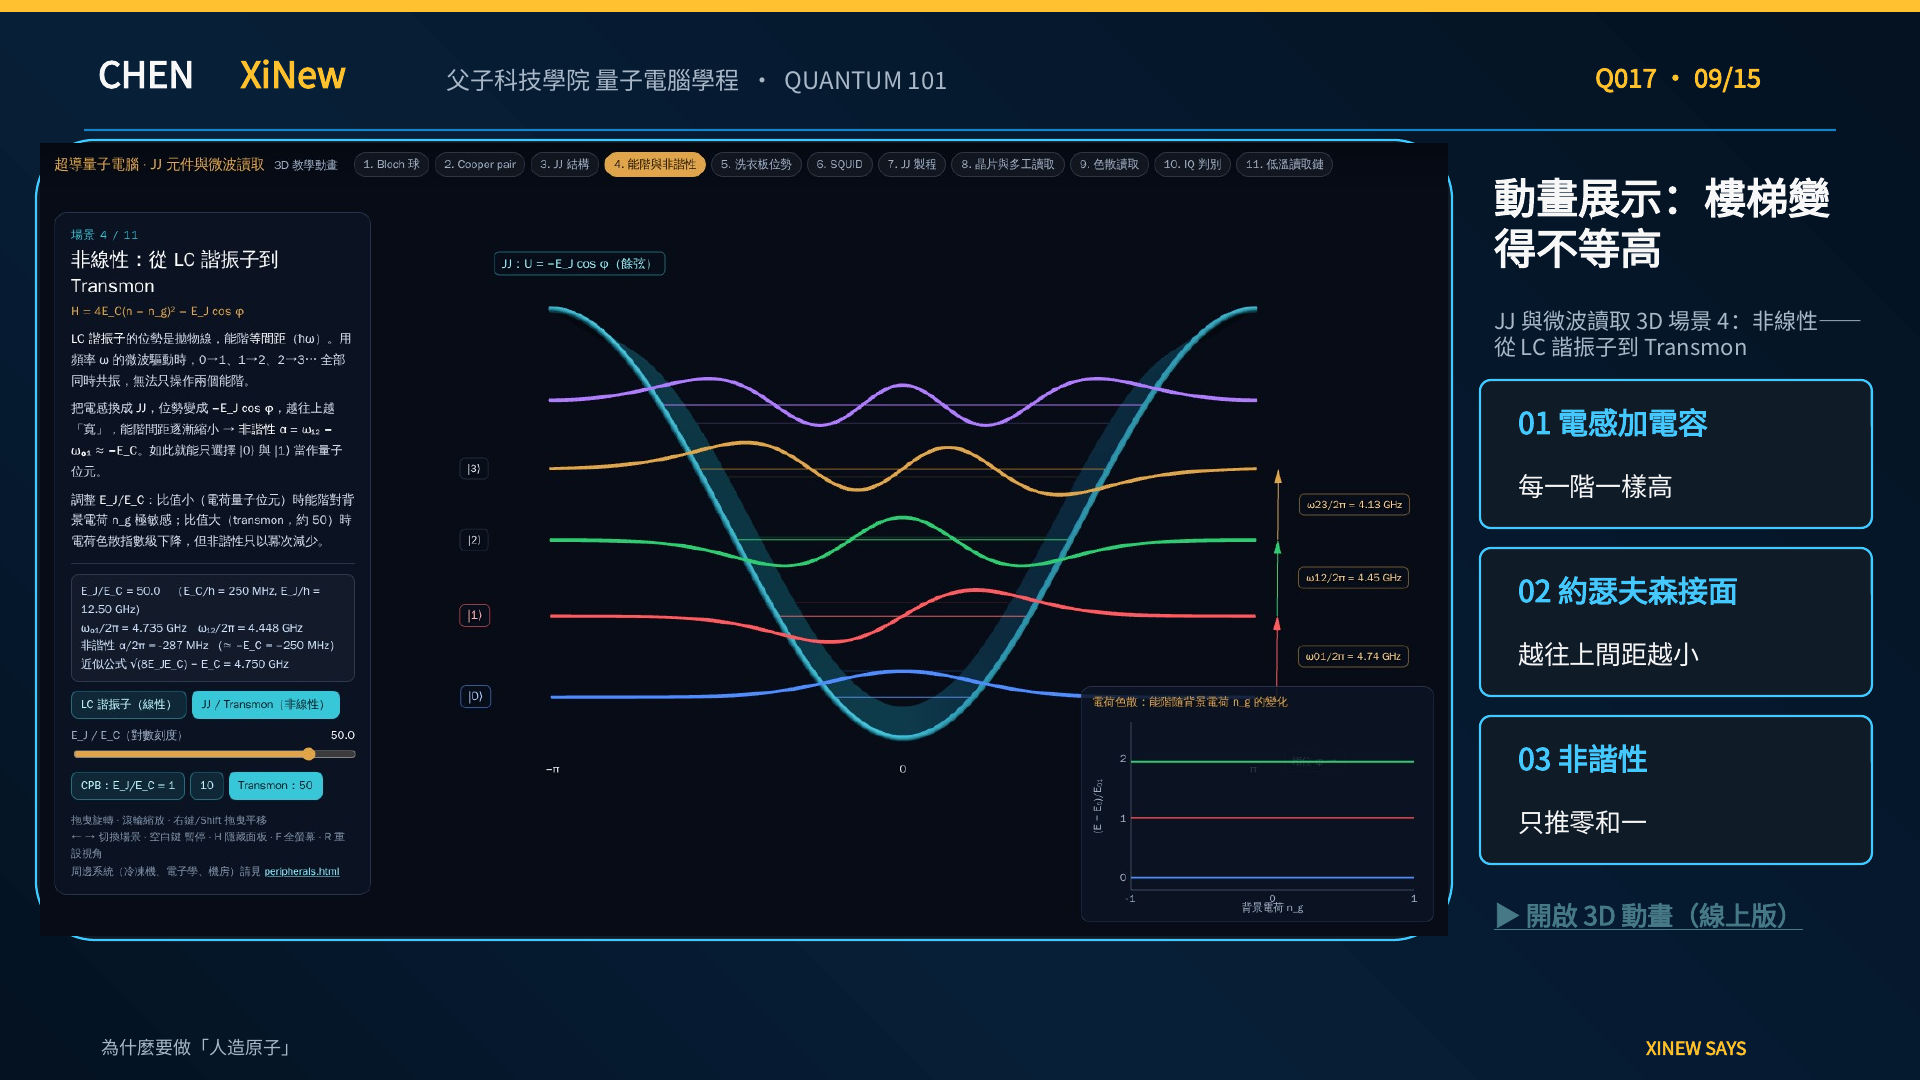 CHEN XiNew
父子科技學院 量子電腦學程 • QUANTUM 101
Q017 • 09/15
超導量子電腦 · JJ 元件與微波讀取 3D 教學動畫
1. Bloch 球
2. Cooper pair
3. JJ 結構
4. 能階與非諧性
5. 洗衣板位勢
6. SQUID
7. JJ 製程
8. 晶片與多工讀取
9. 色散讀取
10. IQ 判別
11. 低溫讀取鏈
場景 4 / 11
非線性：從 LC 諧振子到
Transmon
H = 4E_C(n − n_g)² − E_J cos φ
LC 諧振子的位勢是拋物線，能階等間距（ħω）。用
頻率 ω 的微波驅動時，0→1、1→2、2→3⋯ 全部
同時共振，無法只操作兩個能階。
把電感換成 JJ，位勢變成 −E_J cos φ，越往上越
「寬」，能階間距逐漸縮小 → 非諧性 α = ω₁₂ −
ω₀₁ ≈ −E_C。如此就能只選擇 |0⟩ 與 |1⟩ 當作量子
位元。
調整 E_J/E_C：比值小（電荷量子位元）時能階對背
景電荷 n_g 極敏感；比值大（transmon，約 50）時
電荷色散指數級下降，但非諧性只以冪次減少。
E_J/E_C = 50.0 （E_C/h = 250 MHz, E_J/h =
12.50 GHz）
ω₀₁/2π = 4.735 GHz ω₁₂/2π = 4.448 GHz
非諧性 α/2π = -287 MHz （≈ −E_C = −250 MHz）
近似公式 √(8E_JE_C) − E_C = 4.750 GHz
LC 諧振子（線性）
JJ / Transmon（非線性）
E_J / E_C（對數刻度） 50.0
CPB：E_J/E_C = 1
10
Transmon：50
拖曳旋轉 · 滾輪縮放 · 右鍵/Shift 拖曳平移
← → 切換場景 · 空白鍵 暫停 · H 隱藏面板 · F 全螢幕 · R 重
設視角
周邊系統（冷凍機、電子學、機房）請見 peripherals.html
JJ：U = −E_J cos φ（餘弦）
|3⟩
|2⟩
|1⟩
|0⟩
ω23/2π = 4.13 GHz
ω12/2π = 4.45 GHz
ω01/2π = 4.74 GHz
−π
0
電荷色散：能階隨背景電荷 n_g 的變化
(E − E₀)/E₀₁
2
1
0
-1
0
1
背景電荷 n_g
動畫展示：樓梯變
得不等高
JJ 與微波讀取 3D 場景 4：非線性——
從 LC 諧振子到 Transmon
01 電感加電容
每一階一樣高
02 約瑟夫森接面
越往上間距越小
03 非諧性
只推零和一
▶ 開啟 3D 動畫（線上版）
為什麼要做「人造原子」
XINEW SAYS